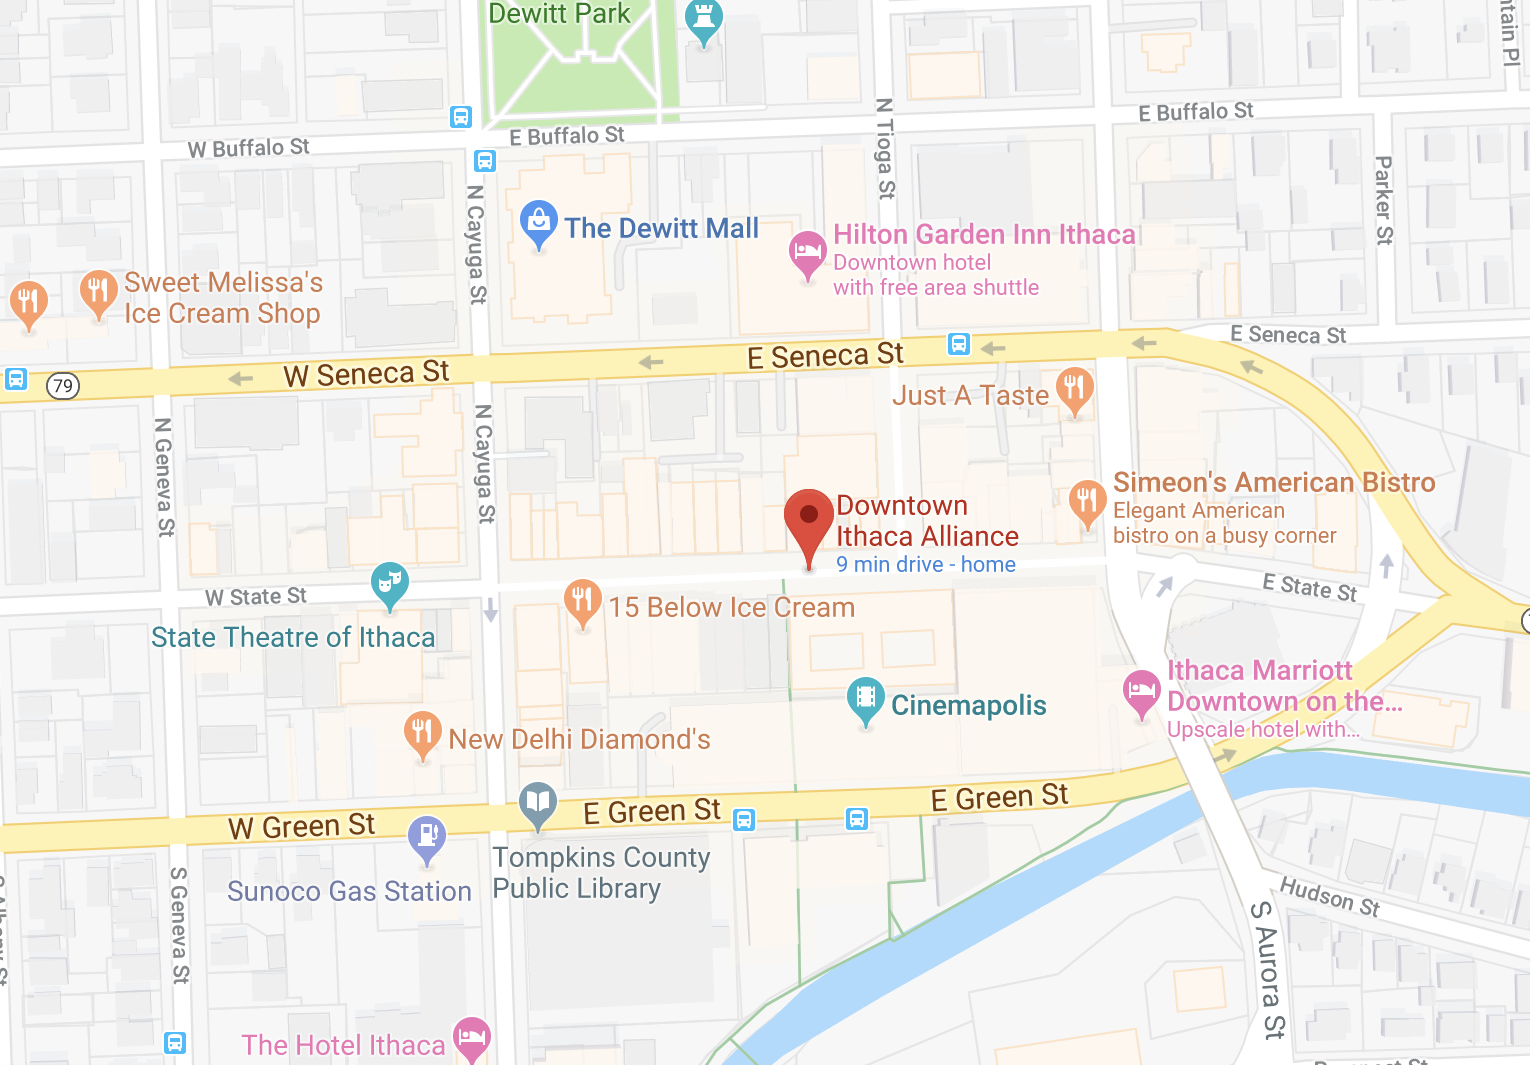 Dewitt Park
ntain Pl
N Tioga St
E Buffalo St
E Buffalo St
W Buffalo St
Parker St
N Cayuga St
The Dewitt Mall
Hilton Garden Inn Ithaca
Downtown hotel
with free area shuttle
Sweet Melissa's
Ice Cream Shop
E Seneca St
E Seneca St
W Seneca St
79
Just A Taste
N Geneva St
N Cayuga St
Simeon's American Bistro
Elegant American
bistro on a busy corner
Downtown
Ithaca Alliance
9 min drive - home
E State St
W State St
15 Below Ice Cream
State Theatre of Ithaca
Ithaca Marriott
Downtown on the...
Upscale hotel with...
Cinemapolis
New Delhi Diamond's
E Green St
E Green St
W Green St
Tompkins County
Public Library
Sunoco Gas Station
S Geneva St
Hudson St
S Aurora St
The Hotel Ithaca